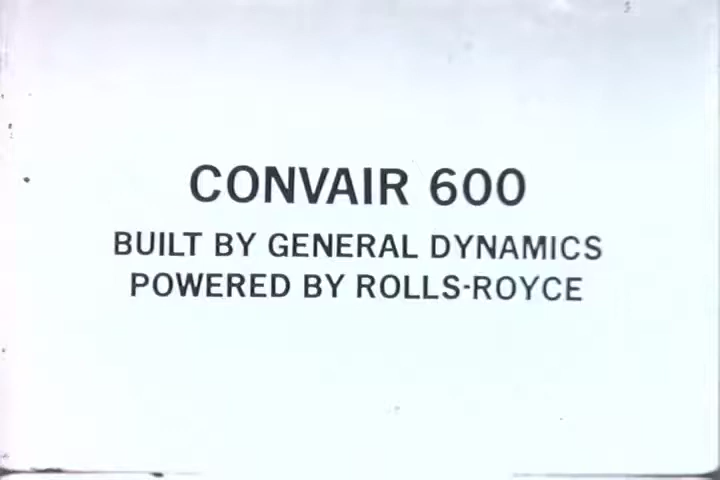 CONVAIR 600
BUILT BY GENERAL DYNAMICS
POWERED BY ROLLS-ROYCE